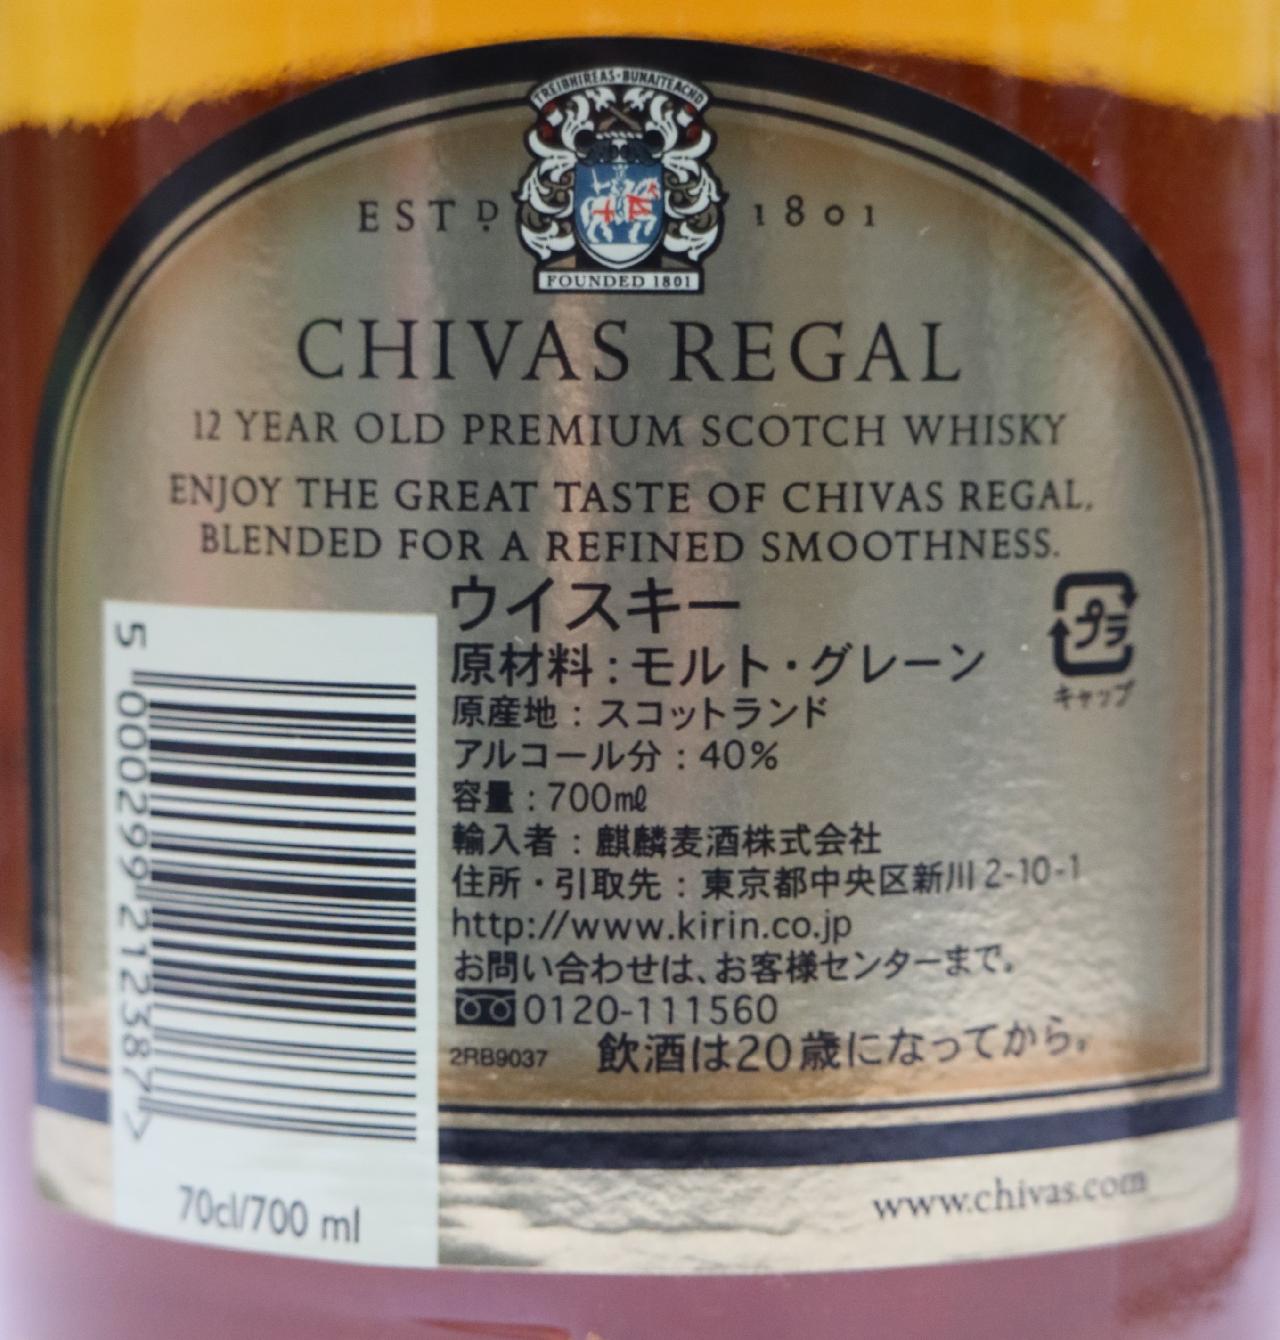 TREIBHIREAS·BUNAITEACHD
ESTD 1801
FOUNDED 1801
CHIVAS REGAL
12 YEAR OLD PREMIUM SCOTCH WHISKY
ENJOY THE GREAT TASTE OF CHIVAS REGAL,
BLENDED FOR A REFINED SMOOTHNESS.
ウイスキー
原材料：モルト・グレーン
プラ
キャップ
原産地：スコットランド
アルコール分：40%
容量：700㎖
輸入者：麒麟麦酒株式会社
住所・引取先：東京都中央区新川2-10-1
http://www.kirin.co.jp
お問い合わせは、お客様センターまで。
0120-111560
2RB9037 飲酒は20歳になってから。
5 000299 212387 >
70cl/700 ml
www.chivas.com